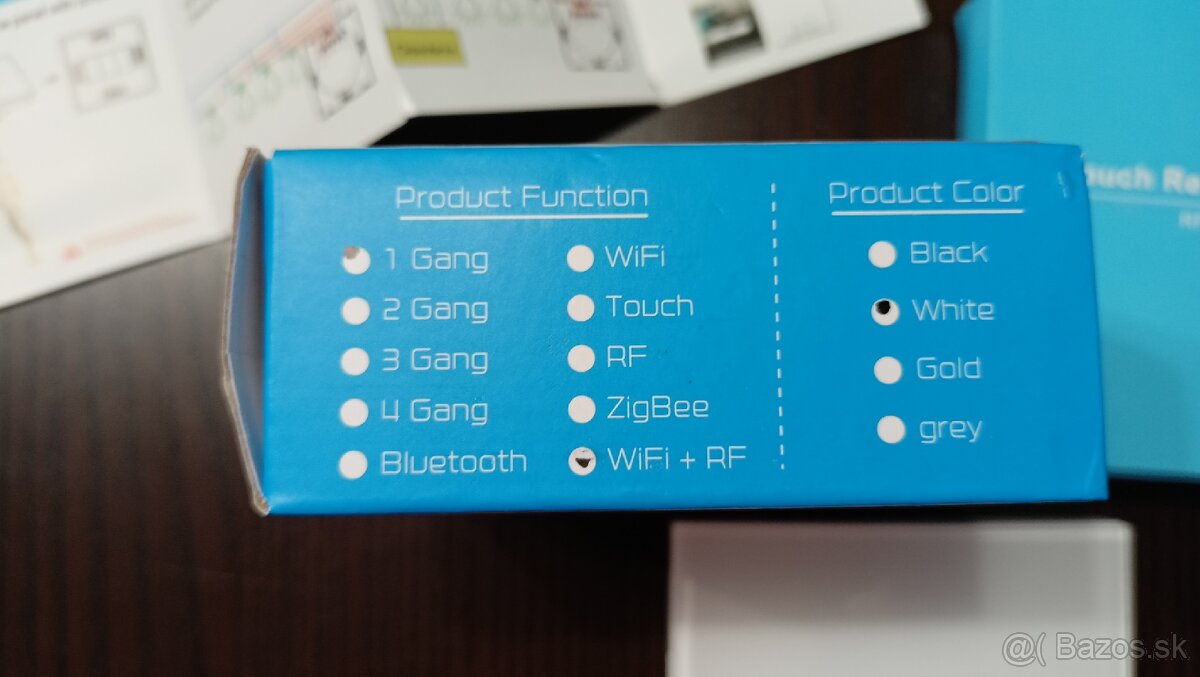 Product Function
1 Gang
2 Gang
3 Gang
4 Gang
Bluetooth
WiFi
Touch
RF
ZigBee
WiFi + RF
Product Color
Black
White
Gold
grey
ouch
@( Bazos.sk